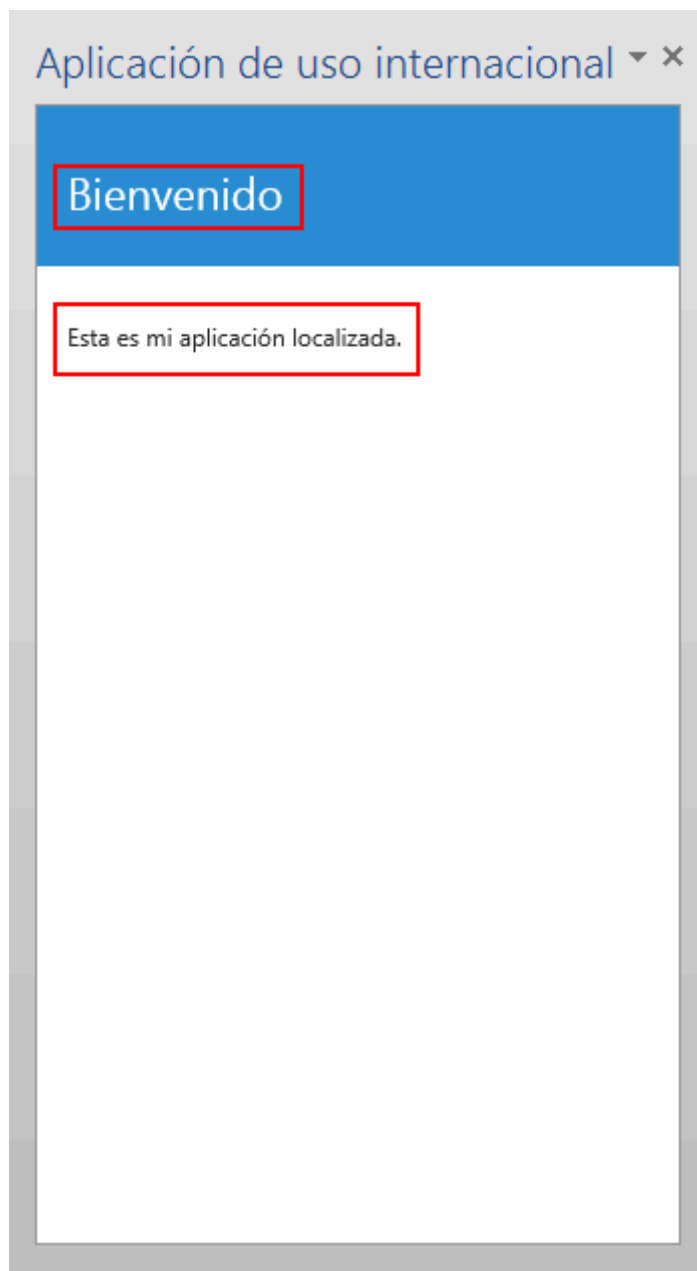 Aplicación de uso internacional
Bienvenido
Esta es mi aplicación localizada.